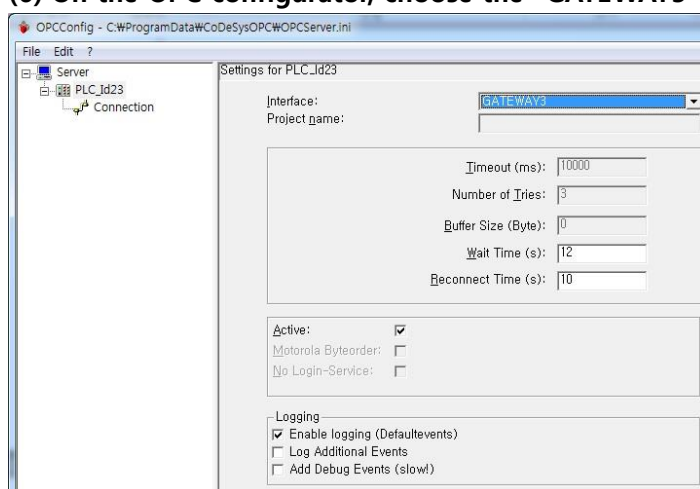 (6) On the OPC configurator, choose the "GATEWAY3"
OPCConfig - C:₩ProgramData₩CoDeSysOPC₩OPCServer.ini
File Edit ?
Server
PLC_Id23
Connection
Settings for PLC_Id23
Interface: GATEWAY3
Project name:
Timeout (ms): 10000
Number of Tries: 3
Buffer Size (Byte): 0
Wait Time (s): 12
Reconnect Time (s): 10
Active:
Motorola Byteorder:
No Login-Service:
Logging
Enable logging (Defaultevents)
Log Additional Events
Add Debug Events (slow!)